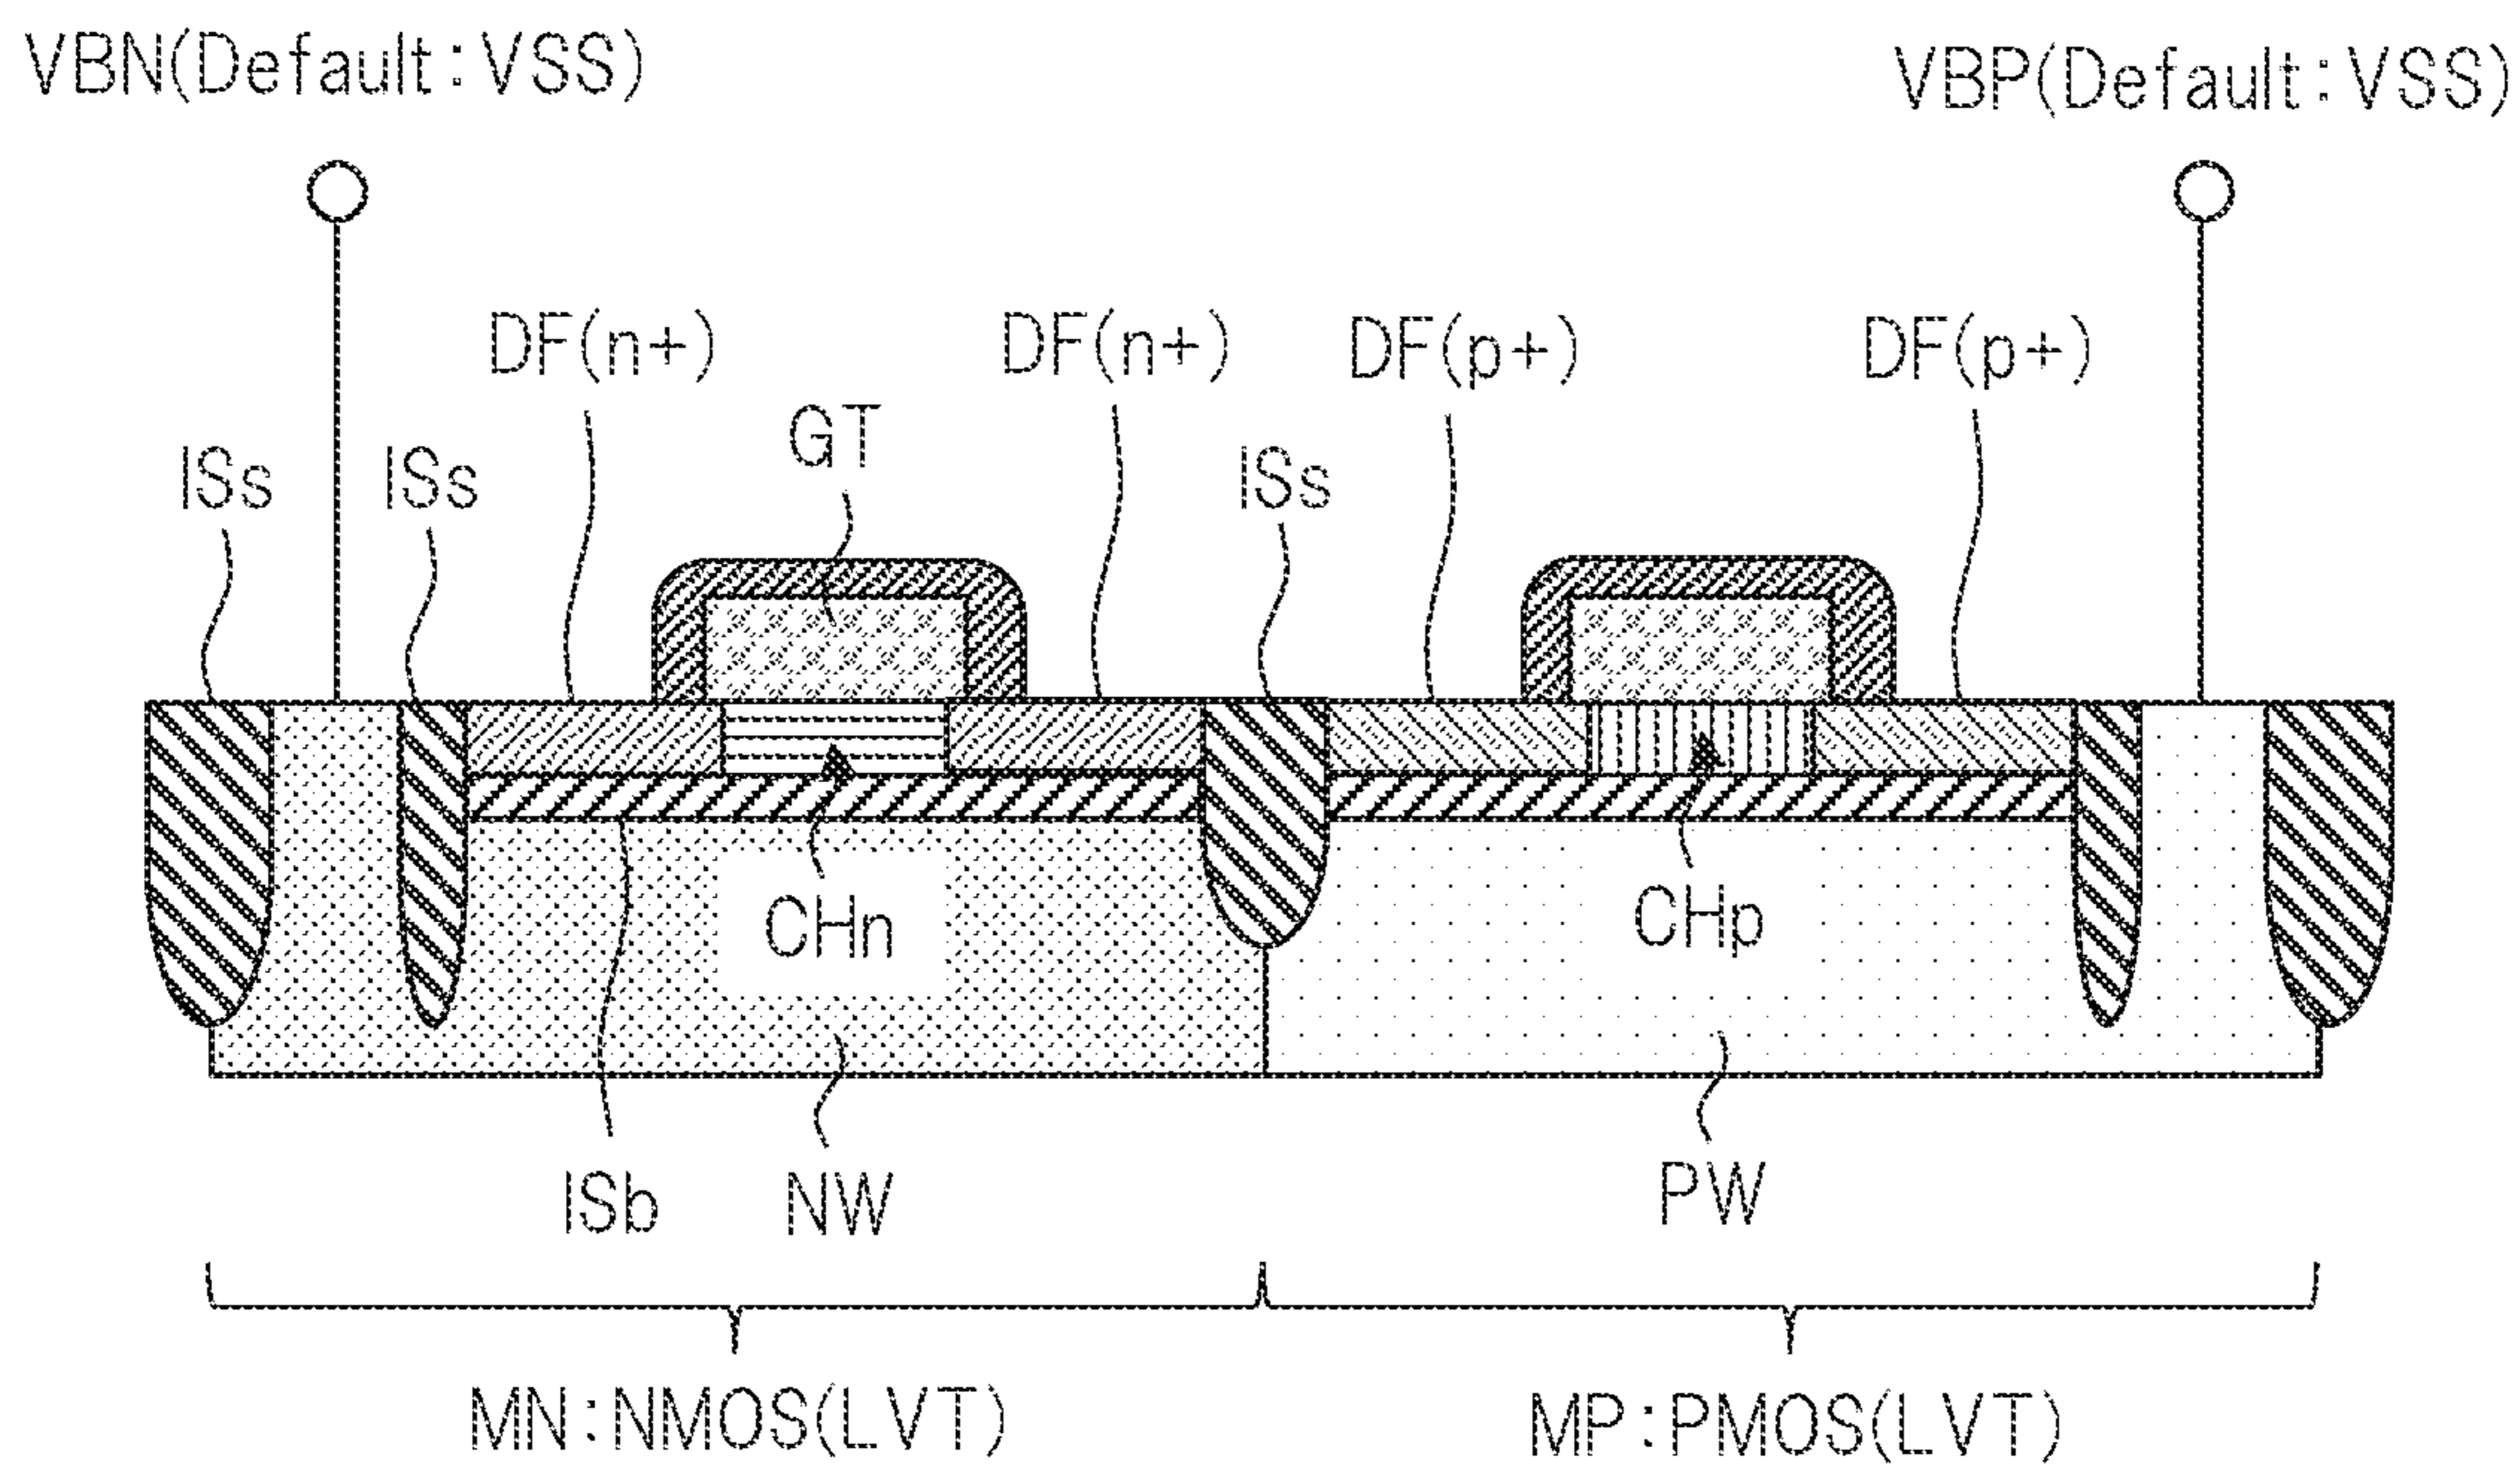 VBN(Default:VSS)
VBP(Default:VSS)
DF(n+)
DF(n+)
DF(p+)
DF(p+)
GT
ISs
ISs
ISs
CHn
CHp
ISb
NW
PW
MN:NMOS(LVT)
MP:PMOS(LVT)